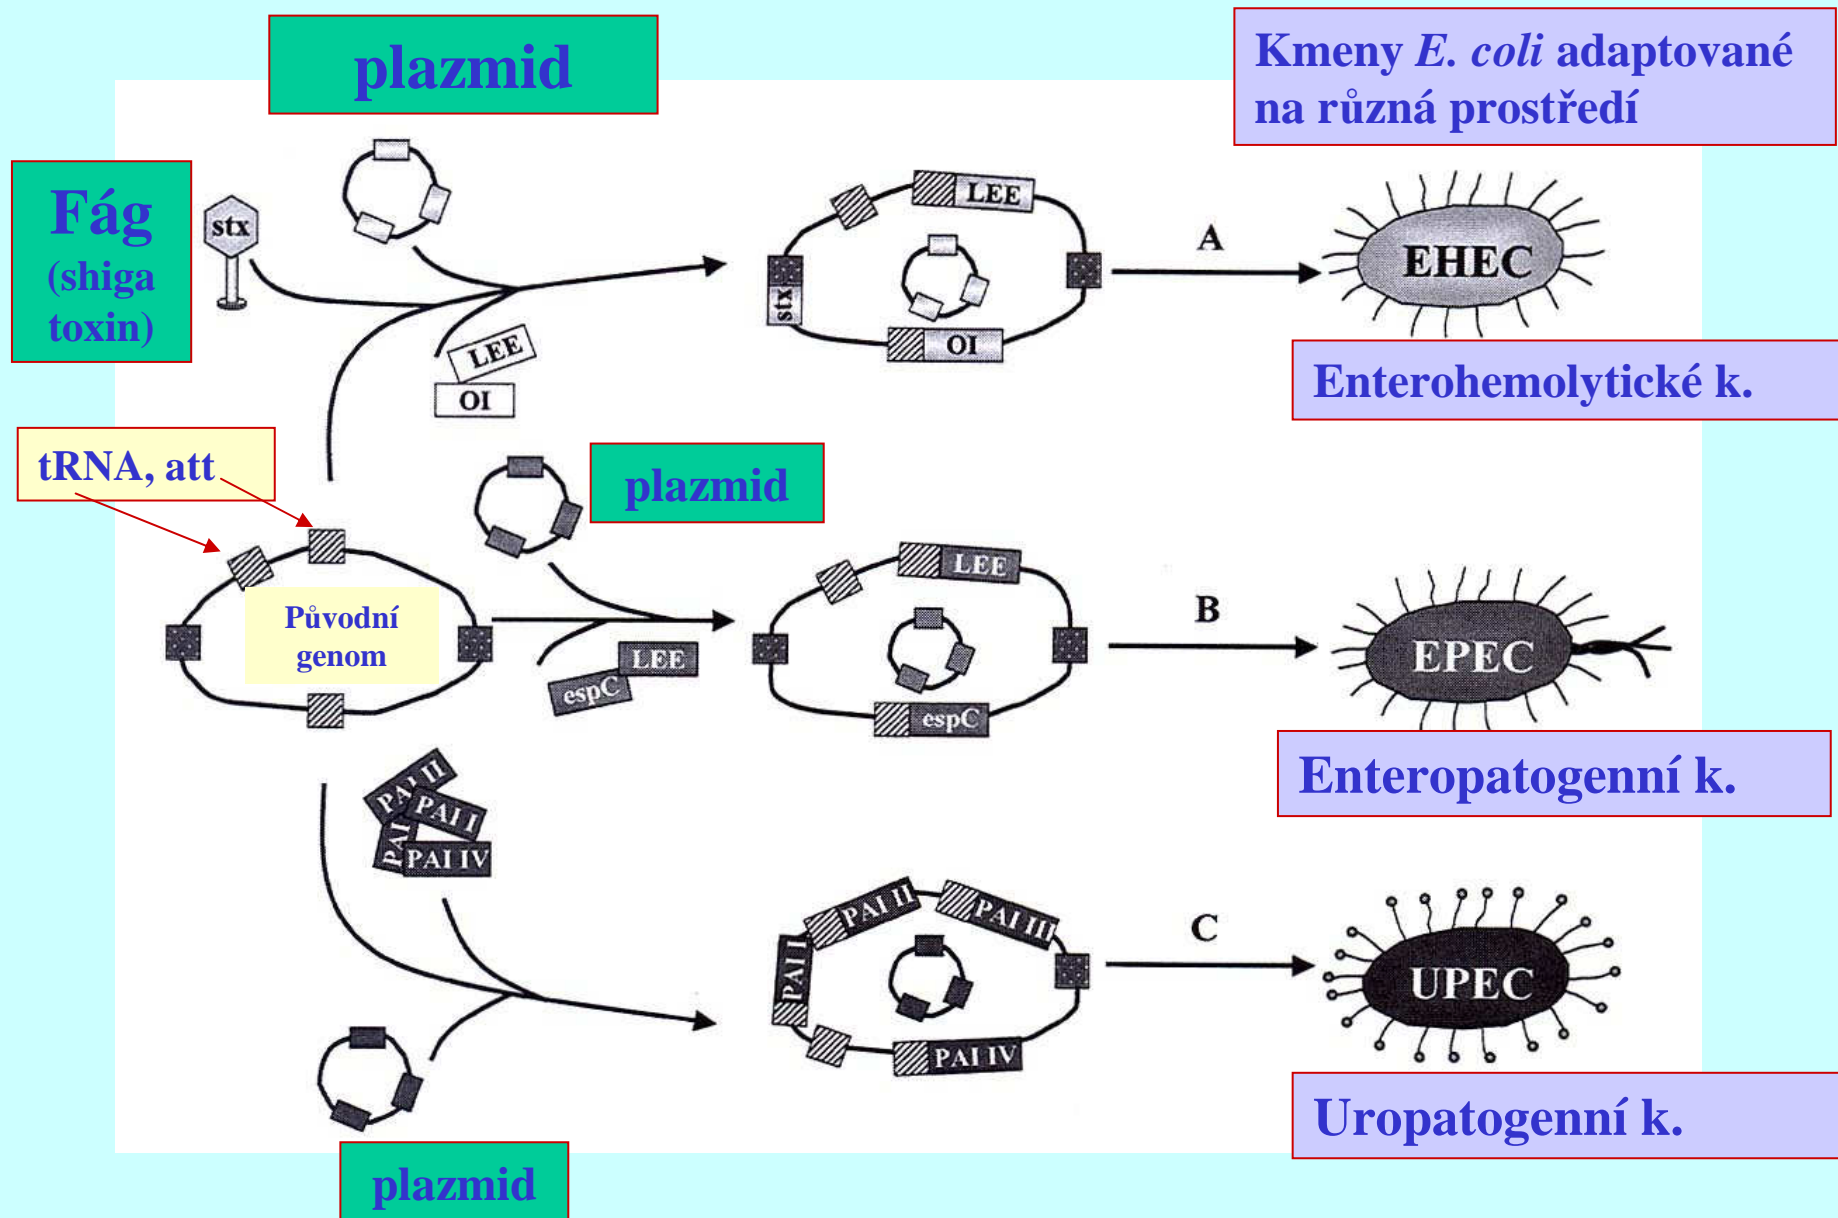 plazmid
Kmeny E. coli adaptované
na různá prostředí
Fág
(shiga
toxin)
stx
LEE
OI
LEE
stx
OI
A
EHEC
Enterohemolytické k.
tRNA, att
plazmid
Původní
genom
LEE
espC
LEE
espC
B
EPEC
Enteropatogenní k.
PAI II
PAI I
PAI
PAI IV
PAI I
PAI II
PAI III
PAI IV
C
UPEC
Uropatogenní k.
plazmid